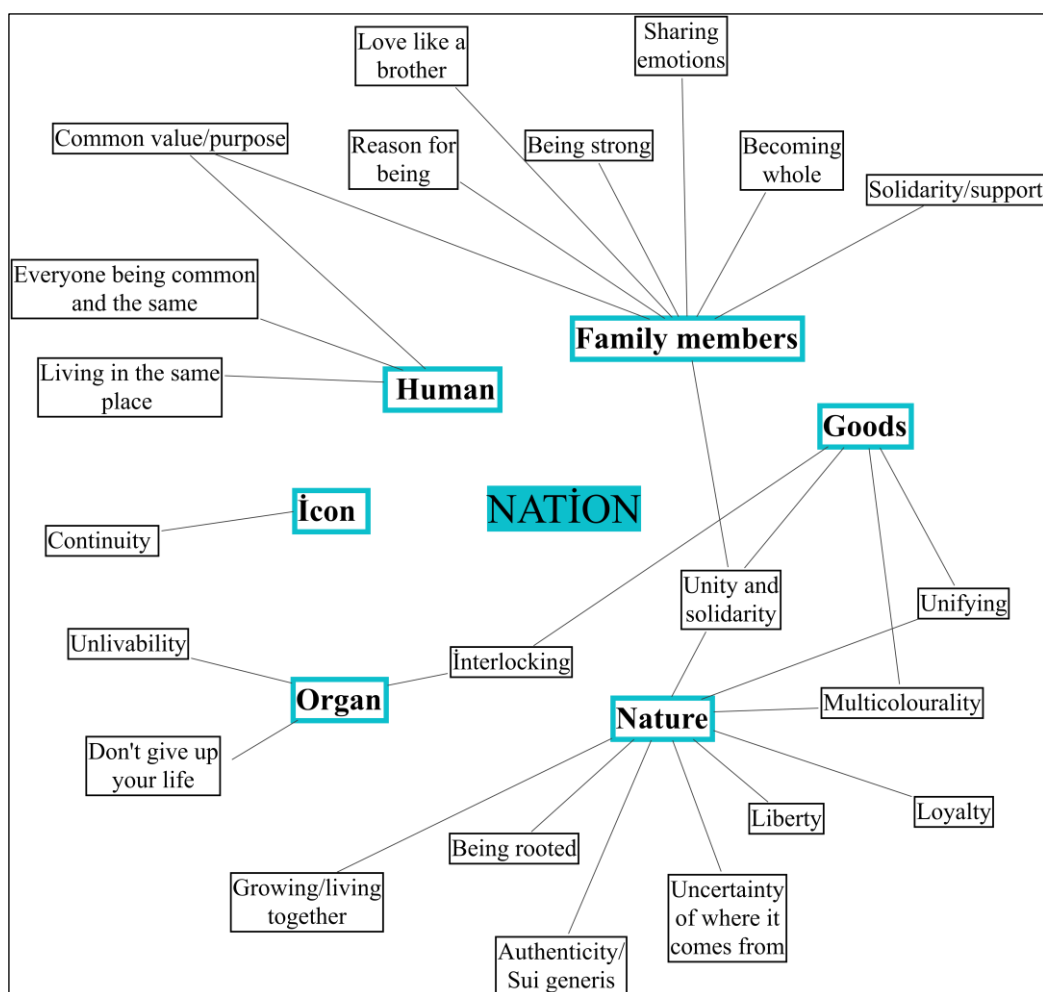 Love like a
brother
Sharing
emotions
Common value/purpose
Reason for
being
Being strong
Becoming
whole
Solidarity/support
Everyone being common
and the same
Family members
Living in the same
place
Human
Goods
İcon
NATİON
Continuity
Unity and
solidarity
Unifying
Unlivability
İnterlocking
Organ
Nature
Multicolourality
Don't give up
your life
Liberty
Loyalty
Being rooted
Growing/living
together
Uncertainty
of where it
comes from
Authenticity/
Sui generis